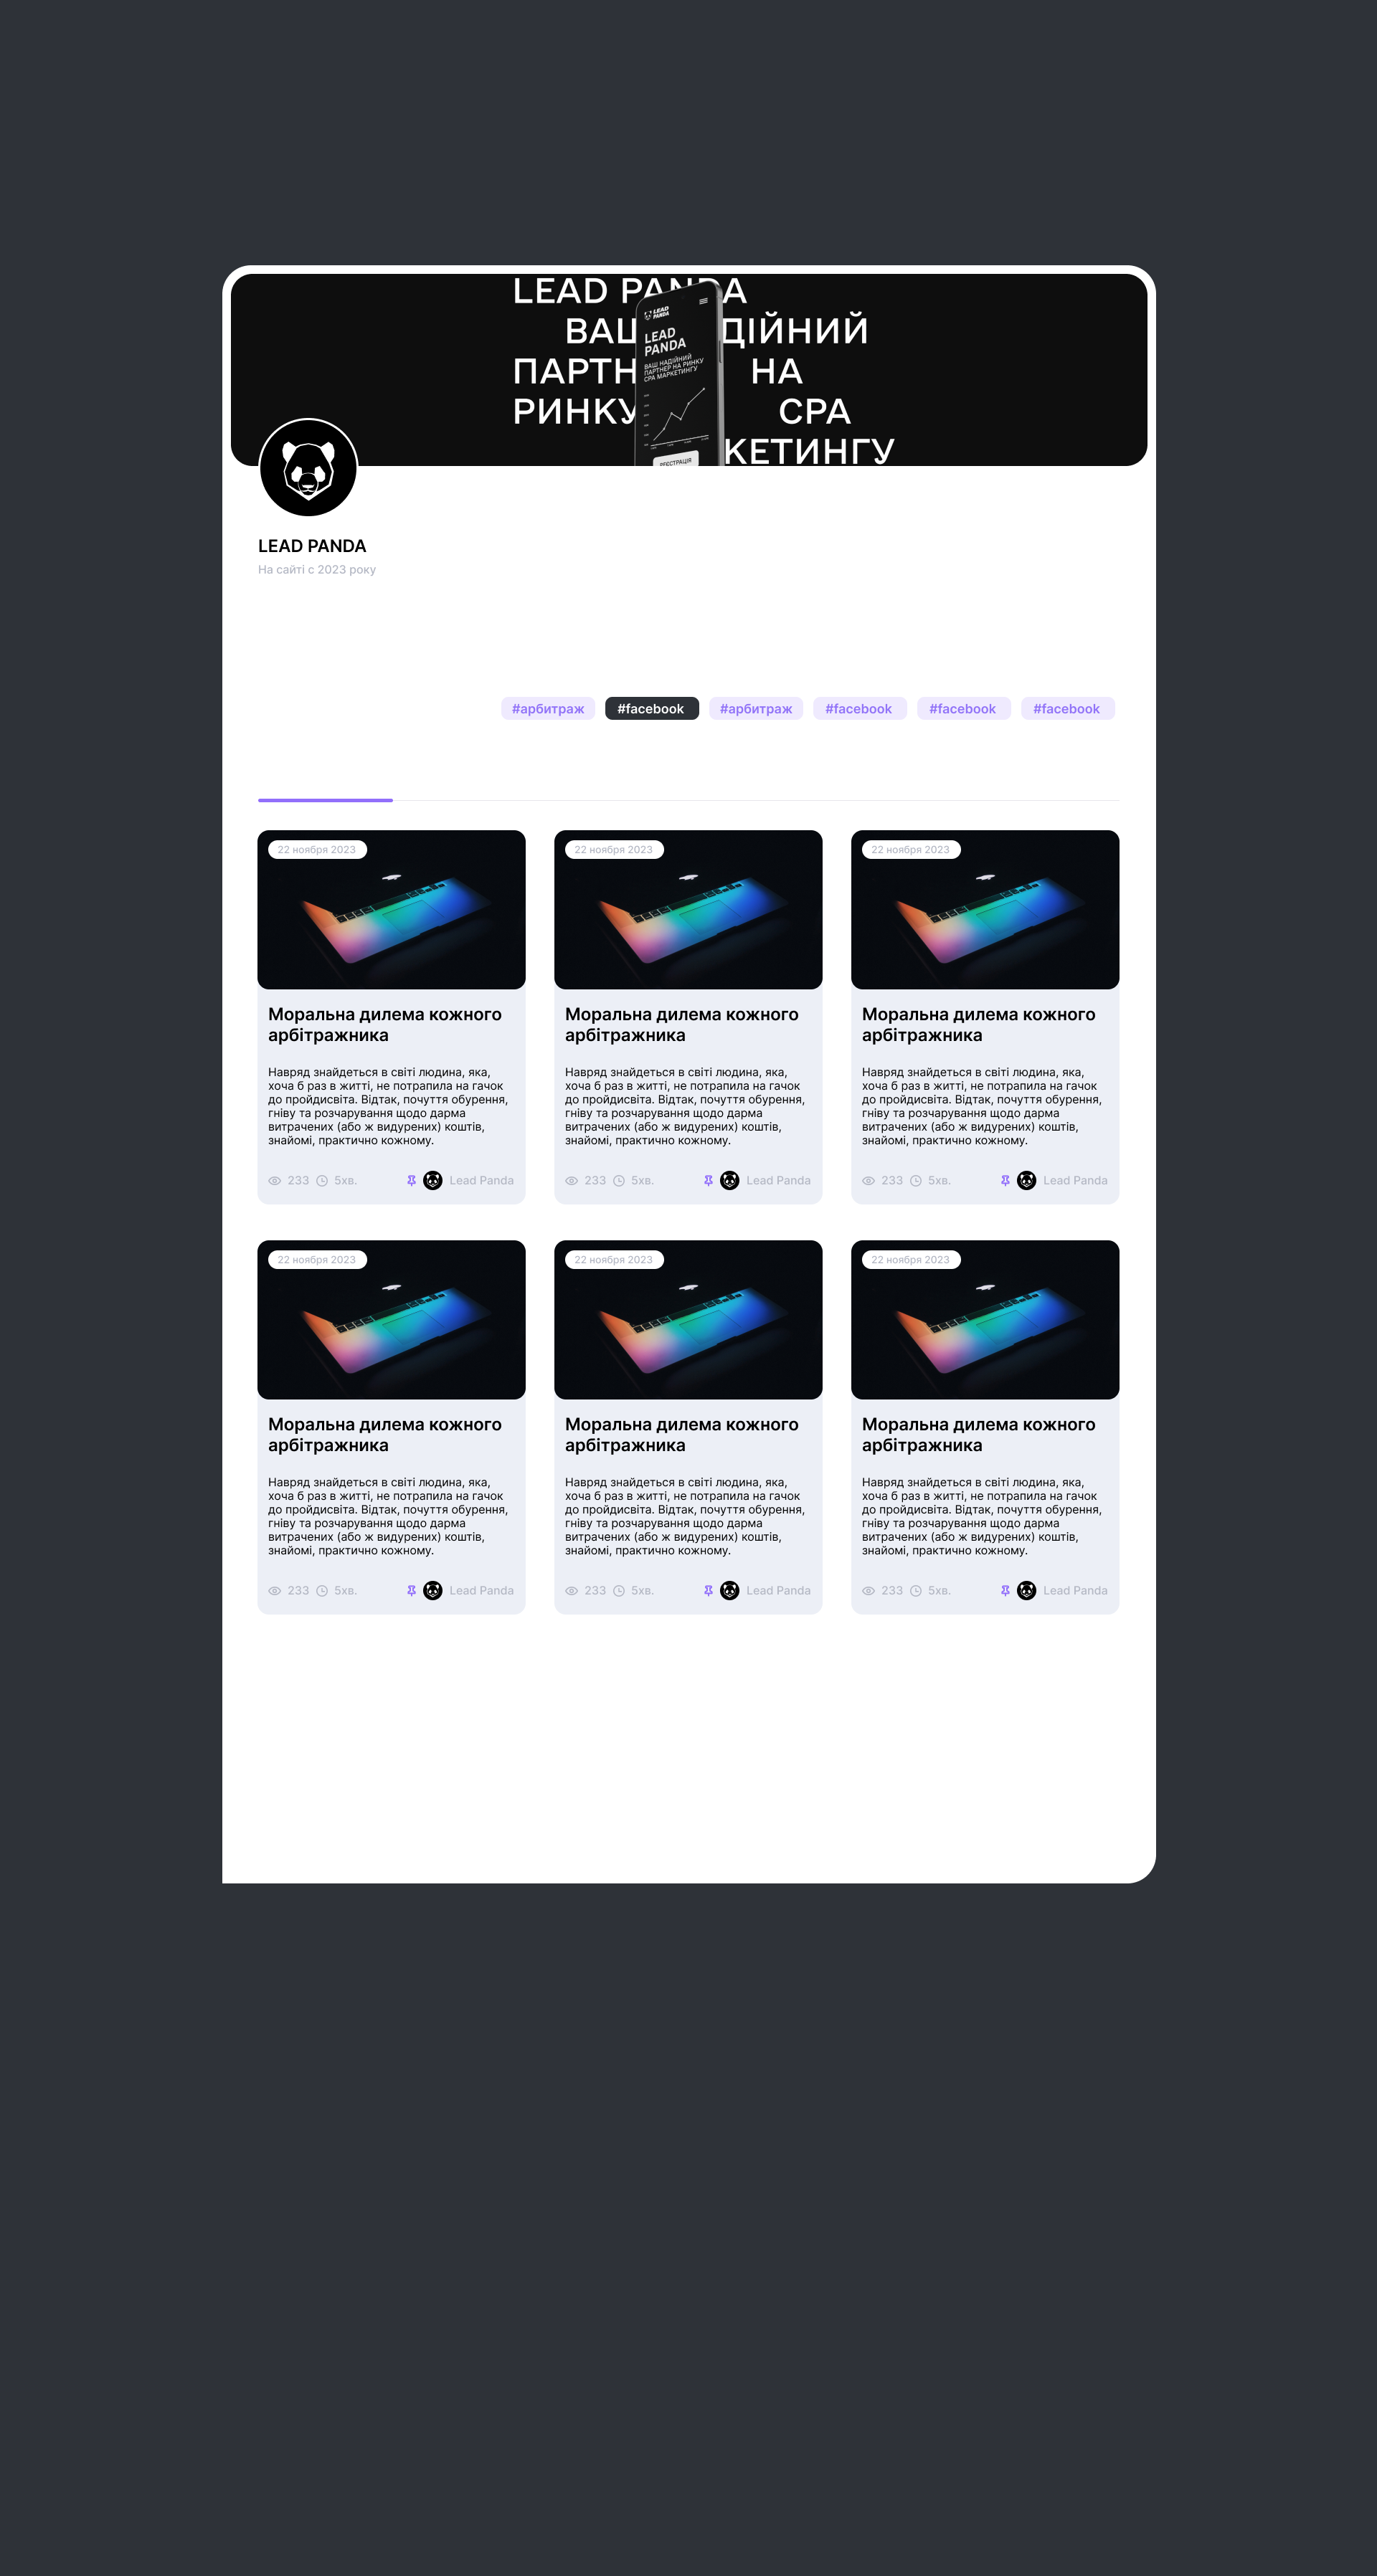 LEAD PANDA
ДІЙНИЙ
НА
РИНКУ
CPA
КЕТИНГУ
LEAD
PANDA
LEAD
PANDA
ВАШ НАДІЙНИЙ
ПАРТНЕР НА РИНКУ
CPA МАРКЕТИНГУ
РЕЄСТРАЦІЯ
LEAD PANDA
На сайті с 2023 року
#арбитраж #facebook #арбитраж #facebook #facebook #facebook
22 ноября 2023
Моральна дилема кожного
арбітражника
Навряд знайдеться в світі людина, яка,
хоча б раз в житті, не потрапила на гачок
до пройдисвіта. Відтак, почуття обурення,
гніву та розчарування щодо дарма
витрачених (або ж видурених) коштів,
знайомі, практично кожному.
233 5хв. Lead Panda
22 ноября 2023
Моральна дилема кожного
арбітражника
Навряд знайдеться в світі людина, яка,
хоча б раз в житті, не потрапила на гачок
до пройдисвіта. Відтак, почуття обурення,
гніву та розчарування щодо дарма
витрачених (або ж видурених) коштів,
знайомі, практично кожному.
233 5хв. Lead Panda
22 ноября 2023
Моральна дилема кожного
арбітражника
Навряд знайдеться в світі людина, яка,
хоча б раз в житті, не потрапила на гачок
до пройдисвіта. Відтак, почуття обурення,
гніву та розчарування щодо дарма
витрачених (або ж видурених) коштів,
знайомі, практично кожному.
233 5хв. Lead Panda
22 ноября 2023
Моральна дилема кожного
арбітражника
Навряд знайдеться в світі людина, яка,
хоча б раз в житті, не потрапила на гачок
до пройдисвіта. Відтак, почуття обурення,
гніву та розчарування щодо дарма
витрачених (або ж видурених) коштів,
знайомі, практично кожному.
233 5хв. Lead Panda
22 ноября 2023
Моральна дилема кожного
арбітражника
Навряд знайдеться в світі людина, яка,
хоча б раз в житті, не потрапила на гачок
до пройдисвіта. Відтак, почуття обурення,
гніву та розчарування щодо дарма
витрачених (або ж видурених) коштів,
знайомі, практично кожному.
233 5хв. Lead Panda
22 ноября 2023
Моральна дилема кожного
арбітражника
Навряд знайдеться в світі людина, яка,
хоча б раз в житті, не потрапила на гачок
до пройдисвіта. Відтак, почуття обурення,
гніву та розчарування щодо дарма
витрачених (або ж видурених) коштів,
знайомі, практично кожному.
233 5хв. Lead Panda